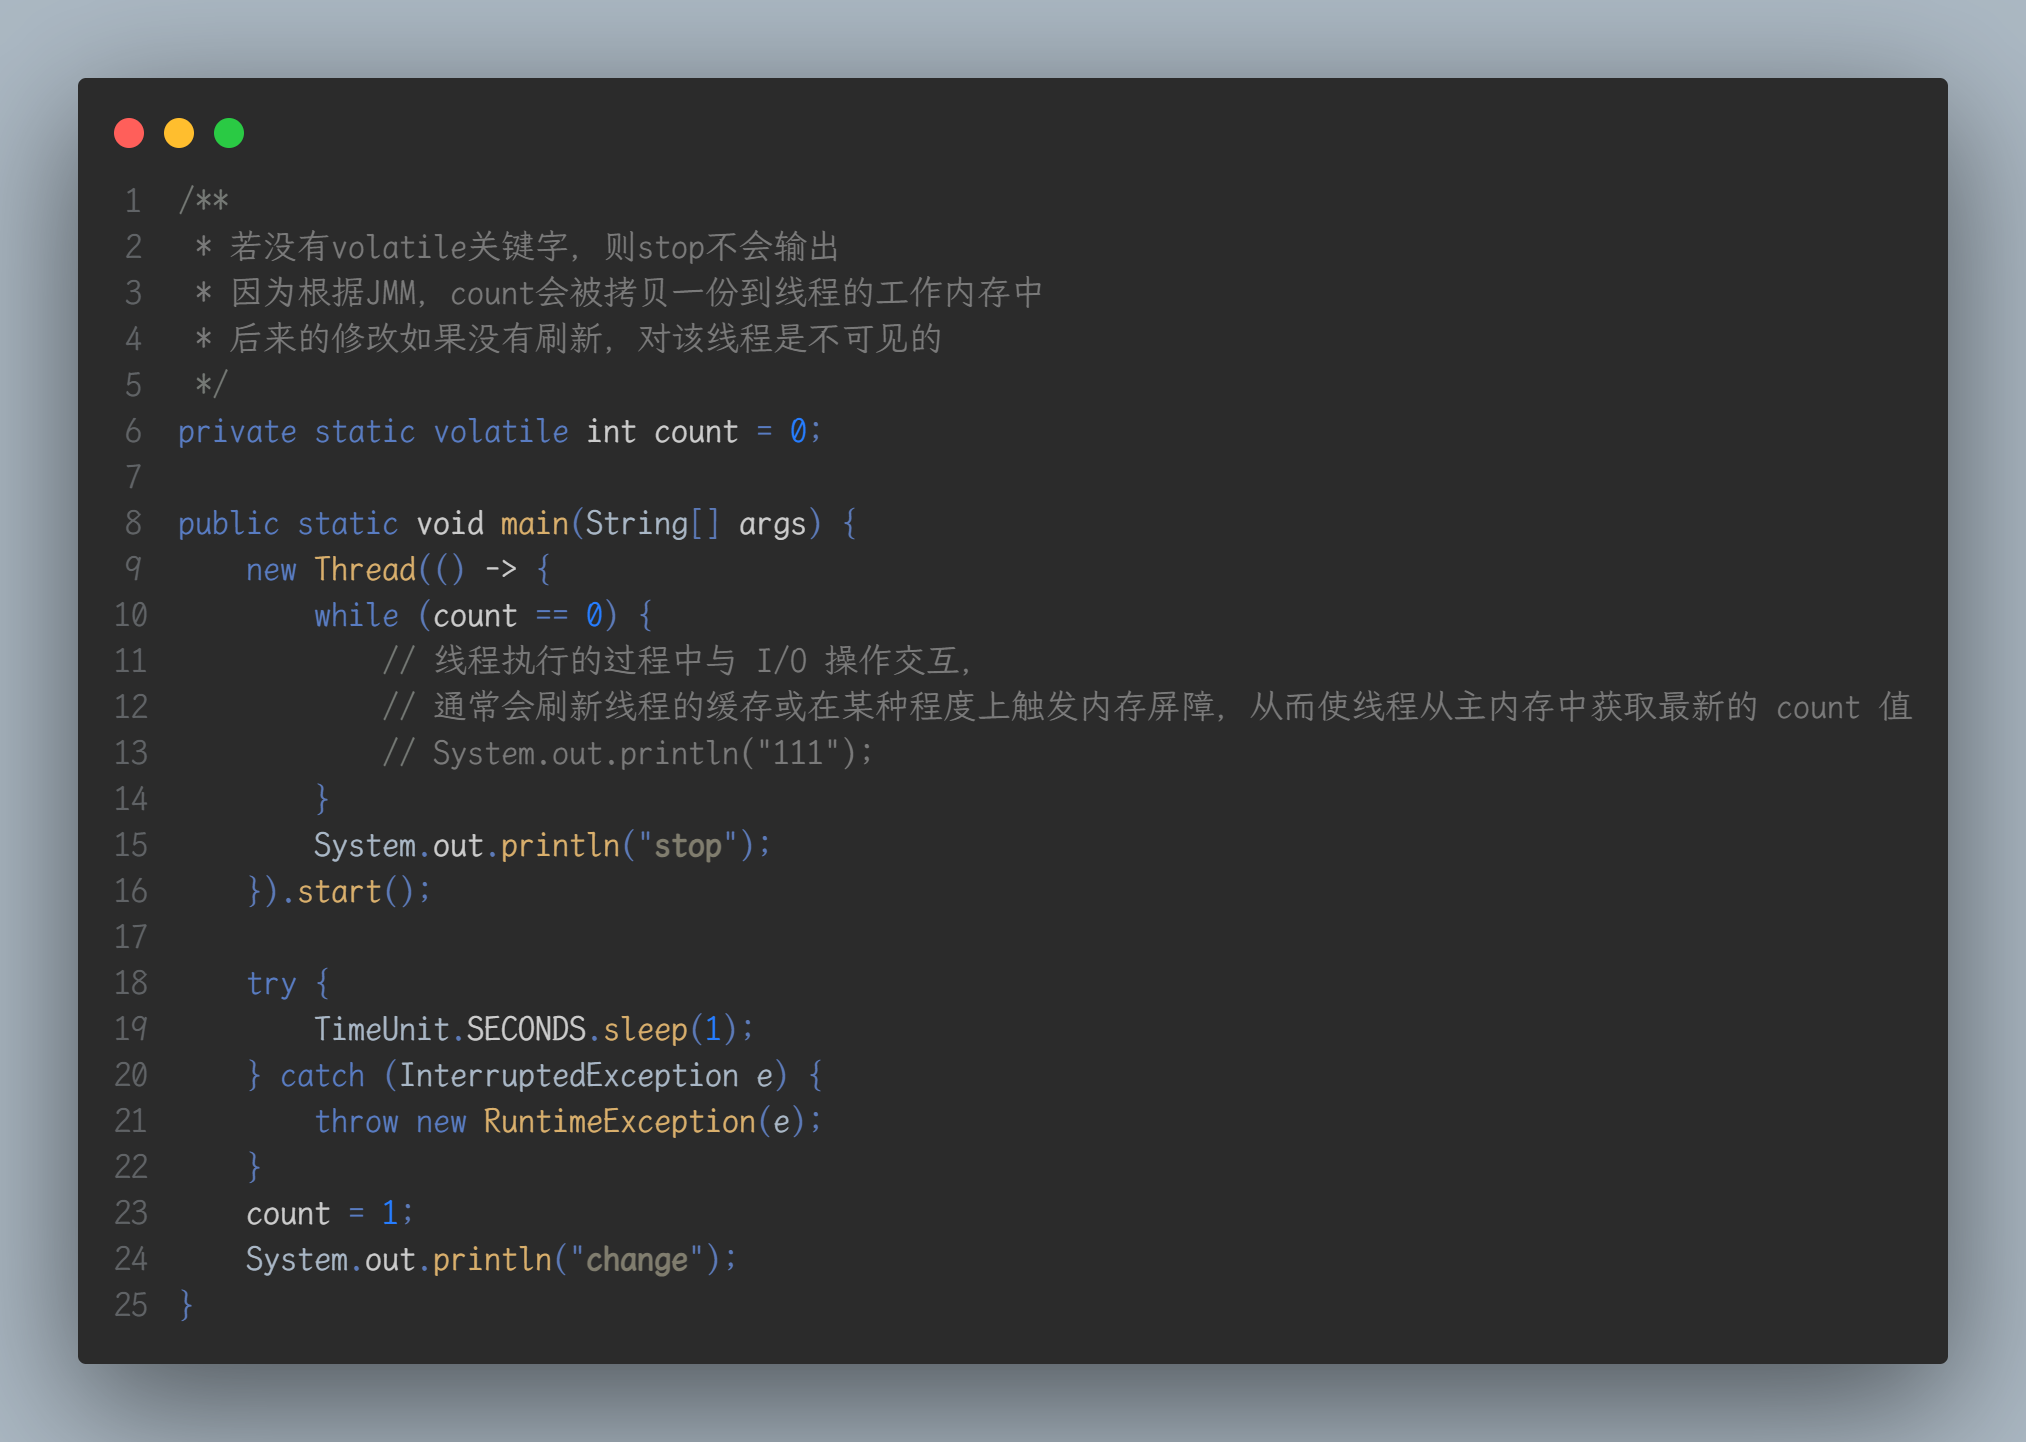 1 /**
2  * 若没有volatile关键字，则stop不会输出
3  * 因为根据JMM，count会被拷贝一份到线程的工作内存中
4  * 后来的修改如果没有刷新，对该线程是不可见的
5  */
6 private static volatile int count = 0;
7
8 public static void main(String[] args) {
9     new Thread(() -> {
10         while (count == 0) {
11             // 线程执行的过程中与 I/O 操作交互，
12             // 通常会刷新线程的缓存或在某种程度上触发内存屏障，从而使线程从主内存中获取最新的 count 值
13             // System.out.println("111");
14         }
15         System.out.println("stop");
16     }).start();
17
18     try {
19         TimeUnit.SECONDS.sleep(1);
20     } catch (InterruptedException e) {
21         throw new RuntimeException(e);
22     }
23     count = 1;
24     System.out.println("change");
25 }